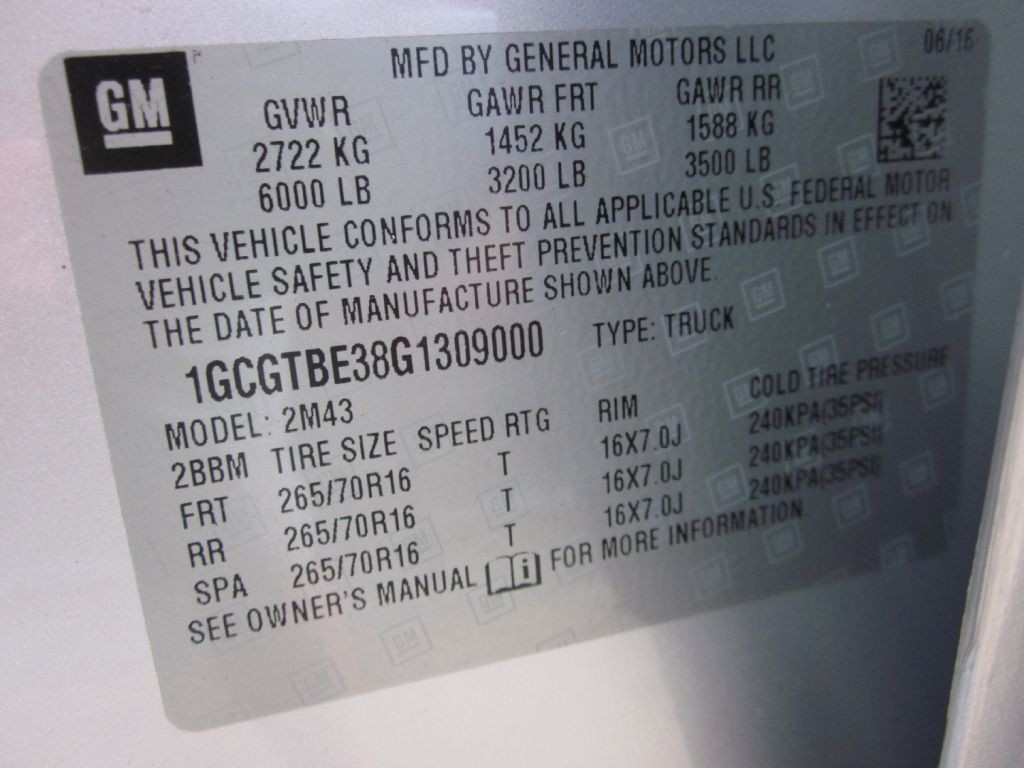 GM
MFD BY GENERAL MOTORS LLC 06/16
GVWR GAWR FRT GAWR RR
2722 KG 1452 KG 1588 KG
6000 LB 3200 LB 3500 LB
THIS VEHICLE CONFORMS TO ALL APPLICABLE U.S. FEDERAL MOTOR
VEHICLE SAFETY AND THEFT PREVENTION STANDARDS IN EFFECT ON
THE DATE OF MANUFACTURE SHOWN ABOVE.
1GCGTBE38G1309000 TYPE: TRUCK
MODEL: 2M43
2BBM TIRE SIZE SPEED RTG RIM COLD TIRE PRESSURE
FRT 265/70R16 T 16X7.0J 240KPA(35PSI)
RR 265/70R16 T 16X7.0J 240KPA(35PSI)
SPA 265/70R16 T 16X7.0J 240KPA(35PSI)
SEE OWNER'S MANUAL i FOR MORE INFORMATION